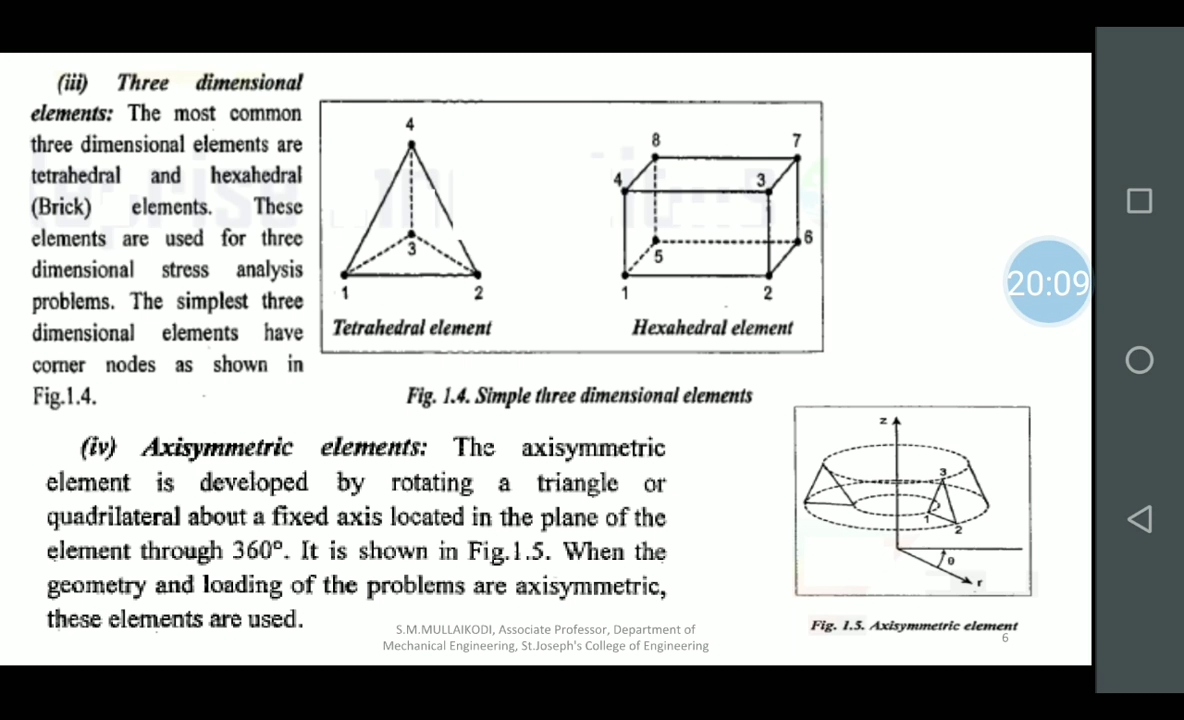 (iii) Three dimensional
elements: The most common
three dimensional elements are
tetrahedral and hexahedral
(Brick) elements. These
elements are used for three
dimensional stress analysis
problems. The simplest three
dimensional elements have
corner nodes as shown in
Fig.1.4.
4
3
1
2
Tetrahedral element
8
7
4
3
5
6
1
2
Hexahedral element
Fig. 1.4. Simple three dimensional elements
20:09
(iv) Axisymmetric elements: The axisymmetric
element is developed by rotating a triangle or
quadrilateral about a fixed axis located in the plane of the
element through 360°. It is shown in Fig.1.5. When the
geometry and loading of the problems are axisymmetric,
these elements are used.
z
3
1
2
θ
r
Fig. 1.5. Axisymmetric element
S.M.MULLAIKODI, Associate Professor, Department of
Mechanical Engineering, St.Joseph's College of Engineering
6